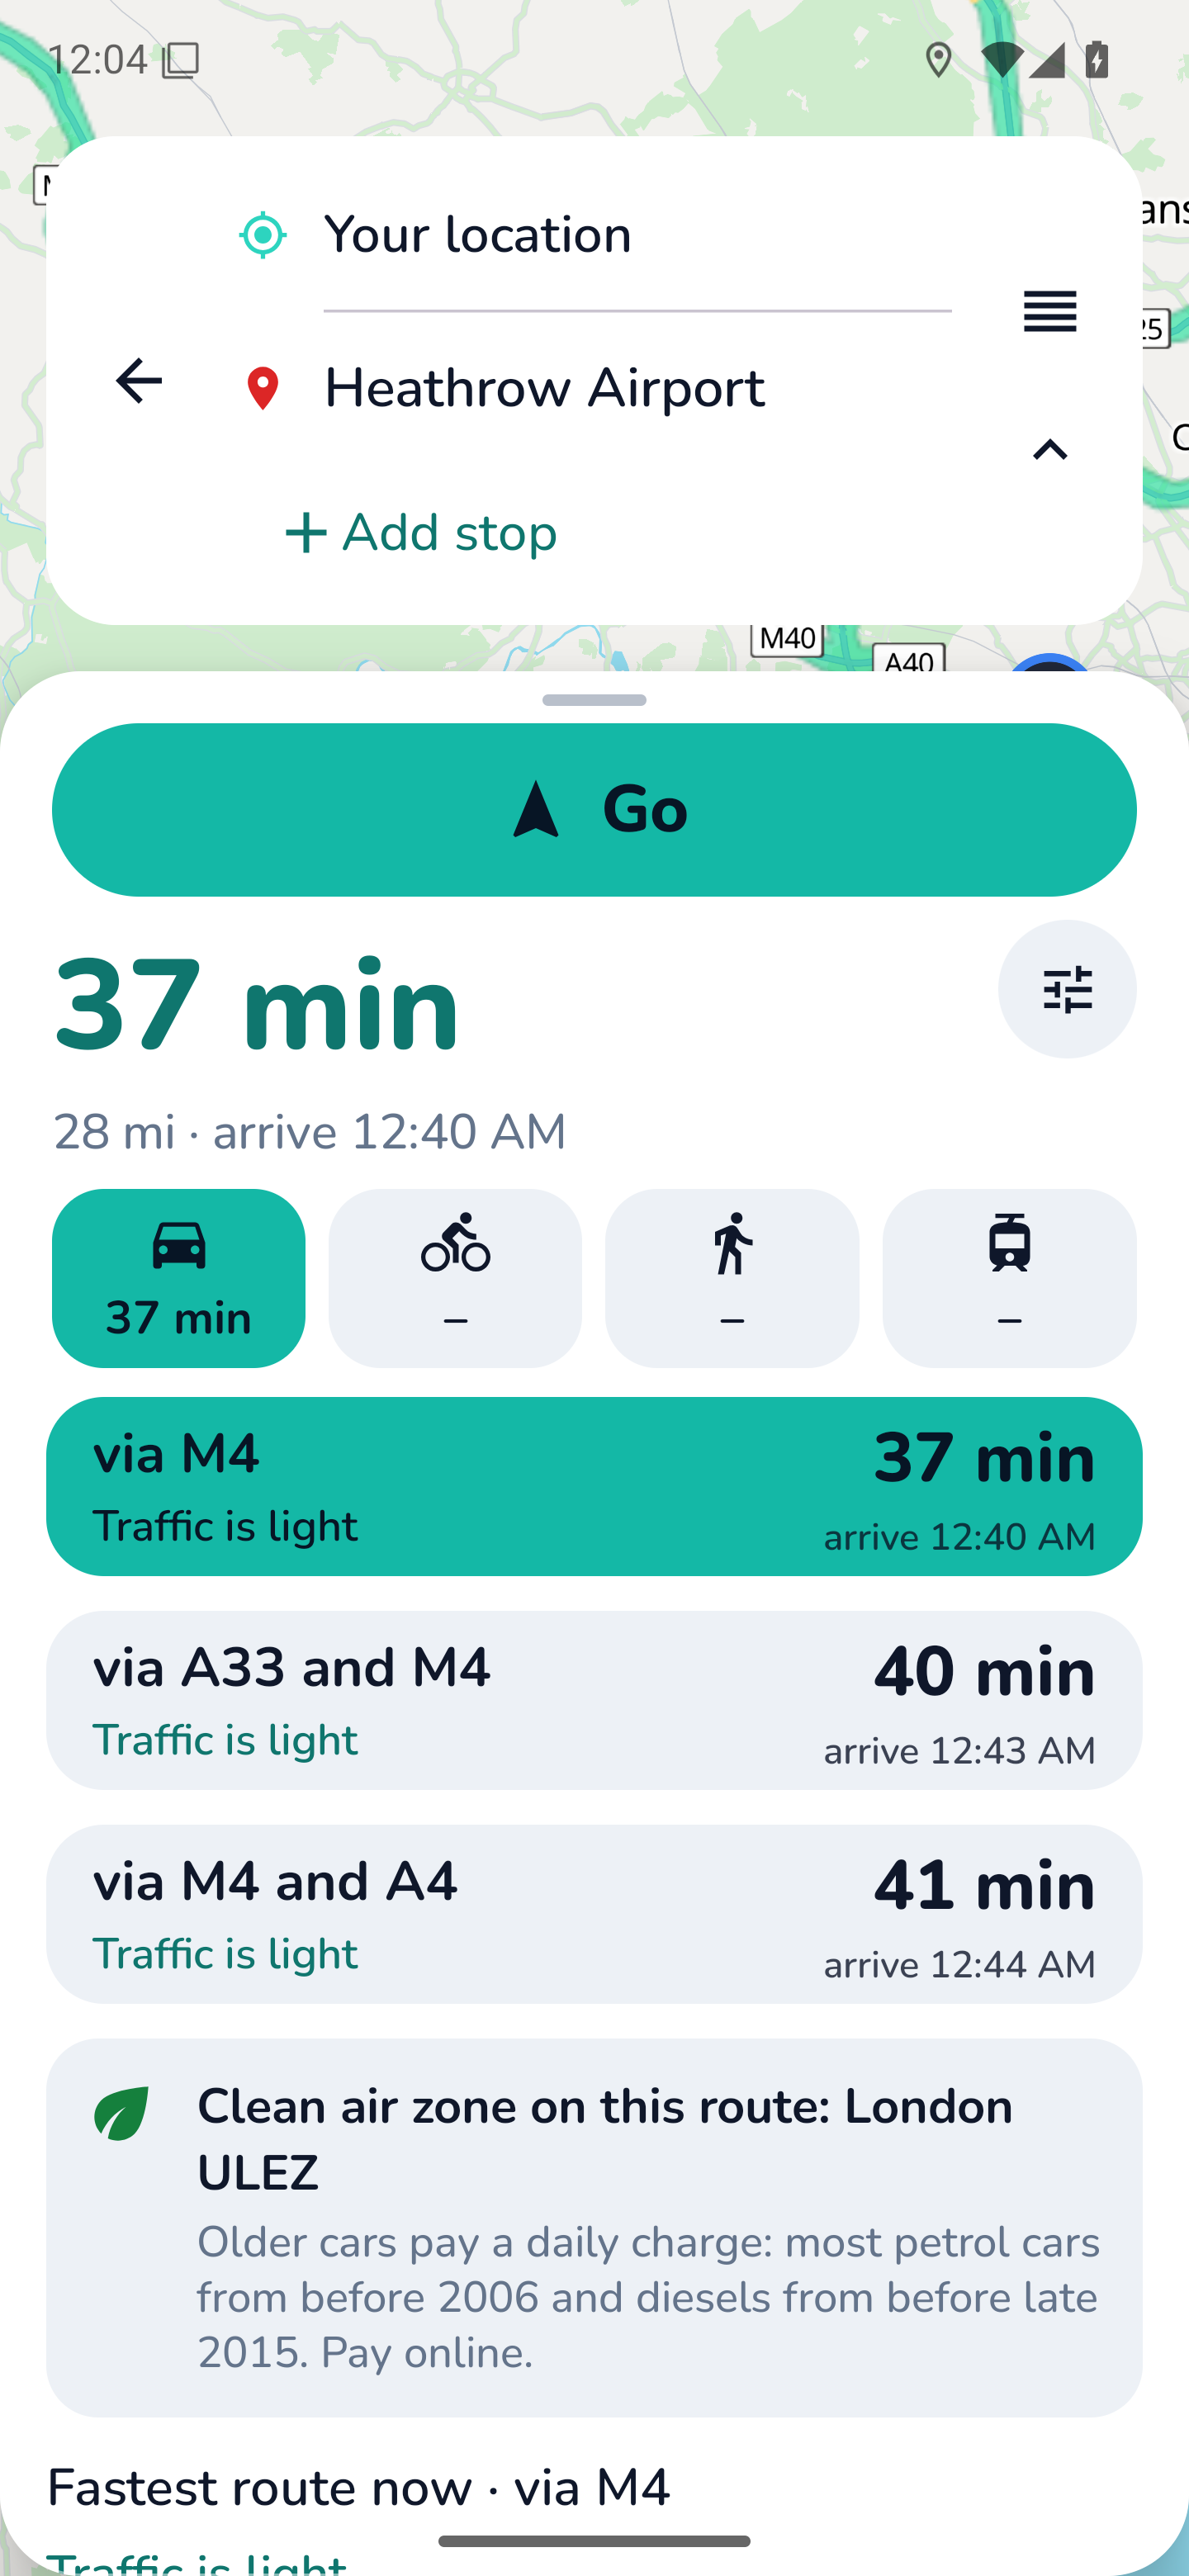 12:04
Your location
Heathrow Airport
Add stop
M40
A40
Go
37 min
28 mi · arrive 12:40 AM
37 min
–
–
–
via M4
37 min
Traffic is light
arrive 12:40 AM
via A33 and M4
40 min
Traffic is light
arrive 12:43 AM
via M4 and A4
41 min
Traffic is light
arrive 12:44 AM
Clean air zone on this route: London
ULEZ
Older cars pay a daily charge: most petrol cars
from before 2006 and diesels from before late
2015. Pay online.
Fastest route now · via M4
Traffic is light